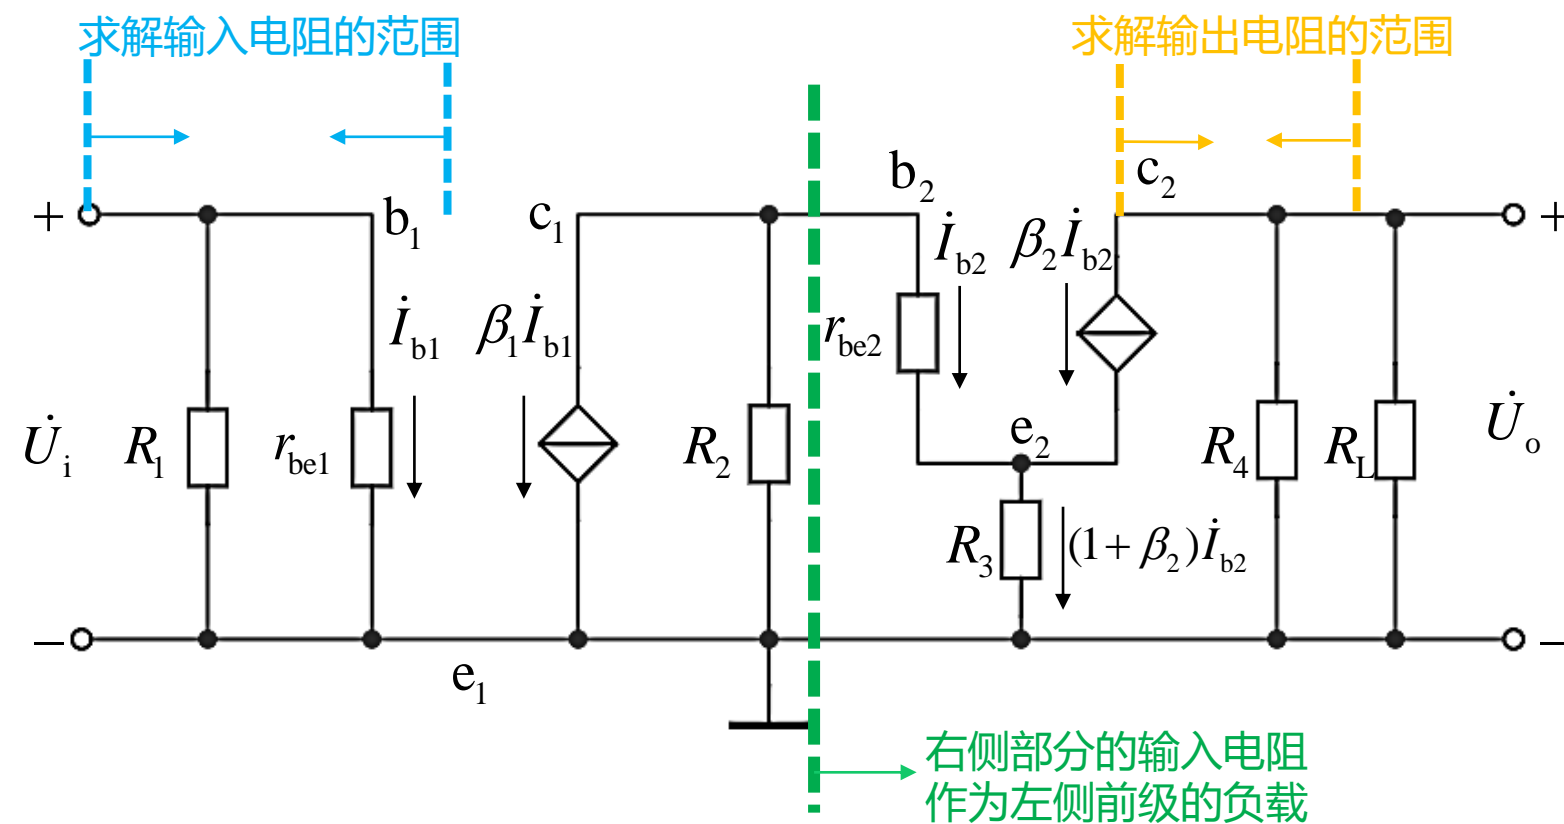 求解输入电阻的范围
求解输出电阻的范围
+
b₁
c₁
b₂
c₂
+
İb2
β₂İb2
İb1
β₁İb1
rbe2
U̇i
R₁
rbe1
R₂
e₂
R₄
RL
U̇o
R₃
(1+β₂)İb2
−
e₁
−
右侧部分的输入电阻
作为左侧前级的负载